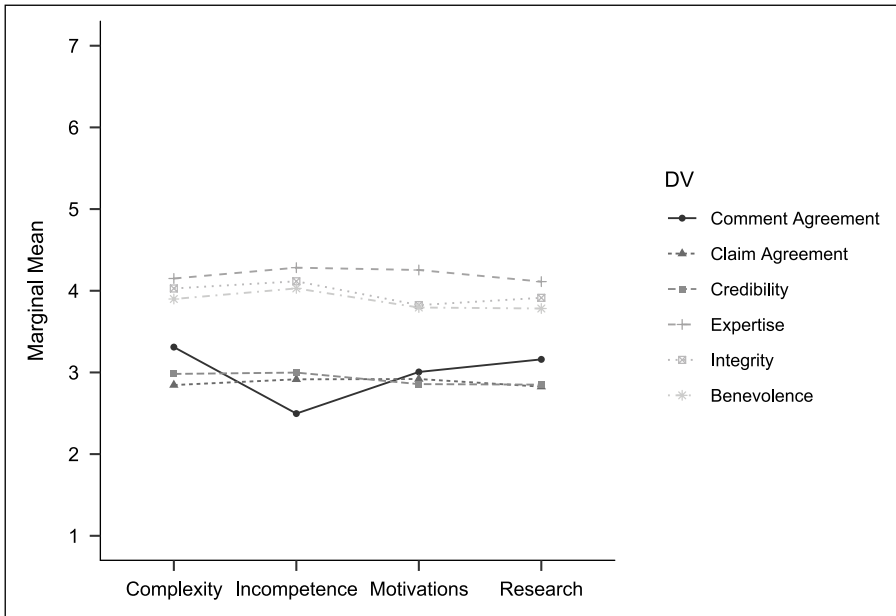 Marginal Mean
7
6
5
4
3
2
1
Complexity Incompetence Motivations Research
DV
Comment Agreement
Claim Agreement
Credibility
Expertise
Integrity
Benevolence